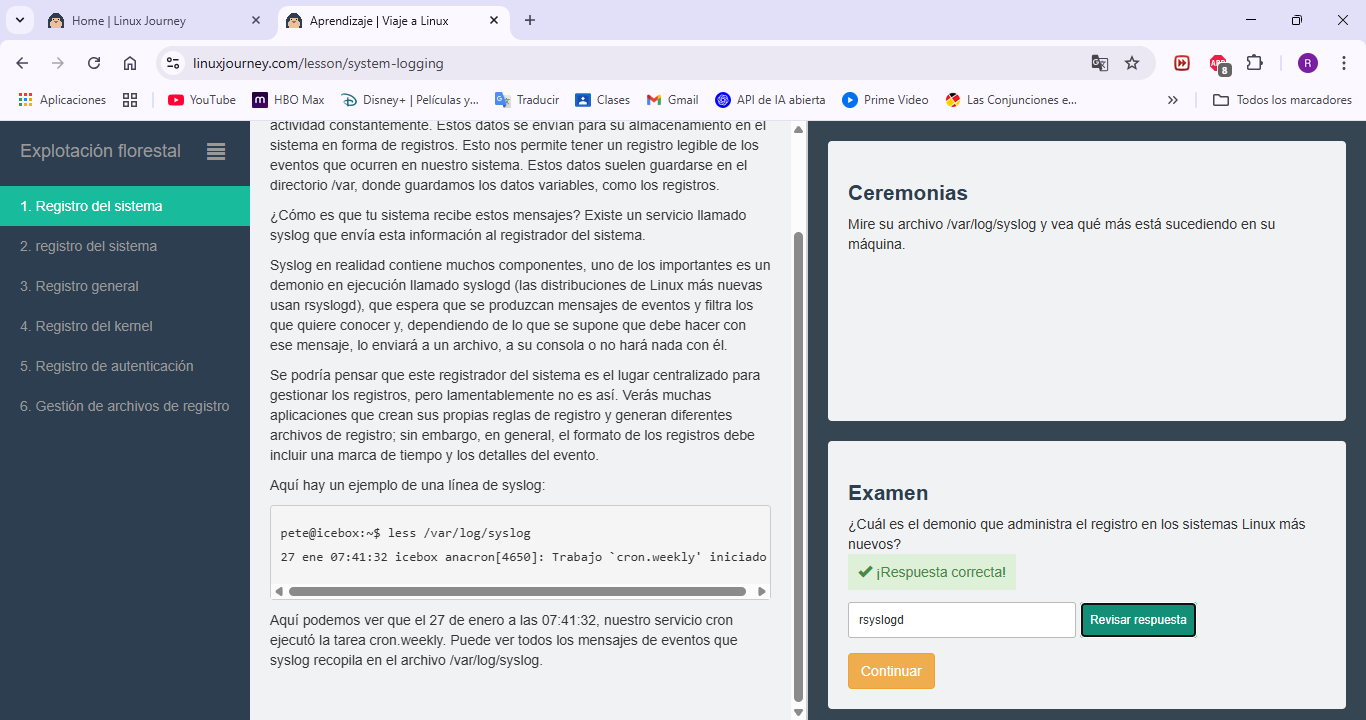 Home | Linux Journey
Aprendizaje | Viaje a Linux
linuxjourney.com/lesson/system-logging
ABP
8
R
Aplicaciones
YouTube
HBO Max
Disney+ | Películas y...
Traducir
Clases
Gmail
API de IA abierta
Prime Video
Las Conjunciones e...
Todos los marcadores
Explotación florestal
1. Registro del sistema
2. registro del sistema
3. Registro general
4. Registro del kernel
5. Registro de autenticación
6. Gestión de archivos de registro
actividad constantemente. Estos datos se envían para su almacenamiento en el
sistema en forma de registros. Esto nos permite tener un registro legible de los
eventos que ocurren en nuestro sistema. Estos datos suelen guardarse en el
directorio /var, donde guardamos los datos variables, como los registros.
¿Cómo es que tu sistema recibe estos mensajes? Existe un servicio llamado
syslog que envía esta información al registrador del sistema.
Syslog en realidad contiene muchos componentes, uno de los importantes es un
demonio en ejecución llamado syslogd (las distribuciones de Linux más nuevas
usan rsyslogd), que espera que se produzcan mensajes de eventos y filtra los
que quiere conocer y, dependiendo de lo que se supone que debe hacer con
ese mensaje, lo enviará a un archivo, a su consola o no hará nada con él.
Se podría pensar que este registrador del sistema es el lugar centralizado para
gestionar los registros, pero lamentablemente no es así. Verás muchas
aplicaciones que crean sus propias reglas de registro y generan diferentes
archivos de registro; sin embargo, en general, el formato de los registros debe
incluir una marca de tiempo y los detalles del evento.
Aquí hay un ejemplo de una línea de syslog:
pete@icebox:~$ less /var/log/syslog
27 ene 07:41:32 icebox anacron[4650]: Trabajo `cron.weekly' iniciado
Aquí podemos ver que el 27 de enero a las 07:41:32, nuestro servicio cron
ejecutó la tarea cron.weekly. Puede ver todos los mensajes de eventos que
syslog recopila en el archivo /var/log/syslog.
Ceremonias
Mire su archivo /var/log/syslog y vea qué más está sucediendo en su
máquina.
Examen
¿Cuál es el demonio que administra el registro en los sistemas Linux más
nuevos?
¡Respuesta correcta!
rsyslogd
Revisar respuesta
Continuar